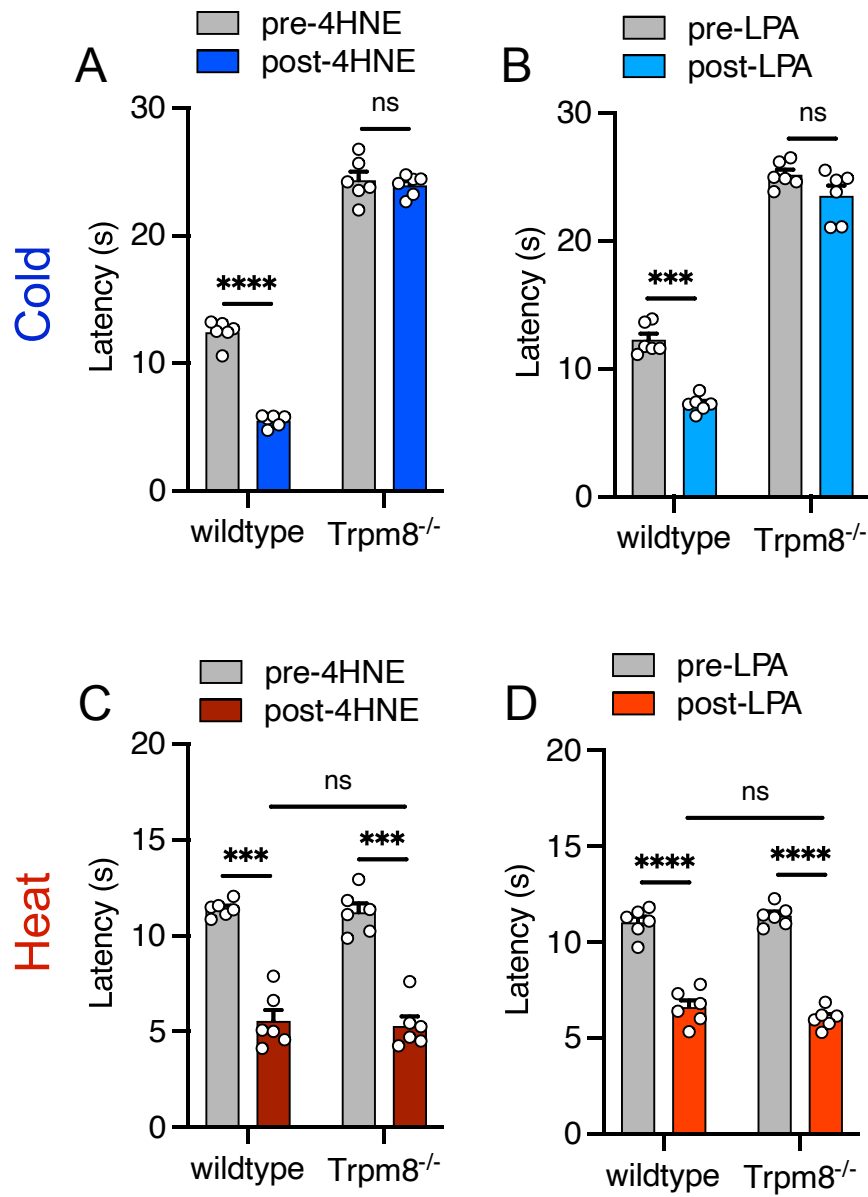 Cold
A
pre-4HNE
post-4HNE
Latency (s)
30
20
10
0
****
ns
wildtype
Trpm8-/-
B
pre-LPA
post-LPA
Latency (s)
30
20
10
0
***
ns
wildtype
Trpm8-/-
Heat
C
pre-4HNE
post-4HNE
Latency (s)
20
15
10
5
0
ns
***
***
wildtype
Trpm8-/-
D
pre-LPA
post-LPA
Latency (s)
20
15
10
5
0
ns
****
****
wildtype
Trpm8-/-